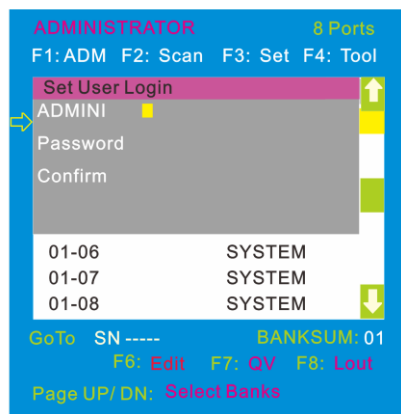 ADMINISTRATOR 8 Ports
F1: ADM F2: Scan F3: Set F4: Tool
Set User Login
ADMINI
Password
Confirm
01-06 SYSTEM
01-07 SYSTEM
01-08 SYSTEM
GoTo SN ----- BANKSUM: 01
F6: Edit F7: QV F8: Lout
Page UP/ DN: Select Banks